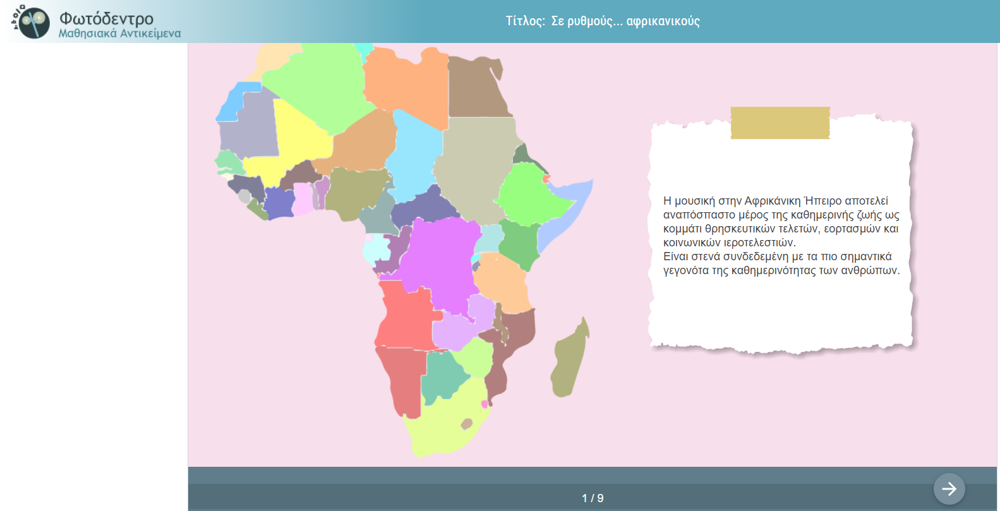 Φωτόδεντρο
Μαθησιακά Αντικείμενα
Τίτλος: Σε ρυθμούς... αφρικανικούς
Η μουσική στην Αφρικάνικη Ήπειρο αποτελεί
αναπόσπαστο μέρος της καθημερινής ζωής ως
κομμάτι θρησκευτικών τελετών, εορτασμών και
κοινωνικών ιεροτελεστιών.
Είναι στενά συνδεδεμένη με τα πιο σημαντικά
γεγονότα της καθημερινότητας των ανθρώπων.
1 / 9